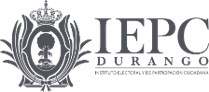 IEPC
DURANGO
INSTITUTO ELECTORAL Y DE PARTICIPACIÓN CIUDADANA